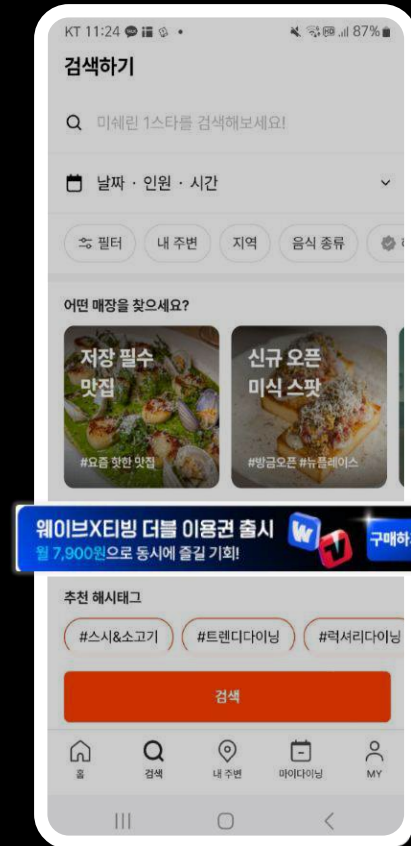 KT 11:24
87%
검색하기
미쉐린 1스타를 검색해보세요!
날짜 · 인원 · 시간
필터
내 주변
지역
음식 종류
어떤 매장을 찾으세요?
저장 필수
맛집
#요즘 핫한 맛집
신규 오픈
미식 스팟
#방금오픈 #뉴플레이스
웨이브X티빙 더블 이용권 출시
월 7,900원으로 동시에 즐길 기회!
W
구매하
추천 해시태그
#스시&소고기
#트렌디다이닝
#럭셔리다이닝
검색
홈
검색
내 주변
마이다이닝
MY